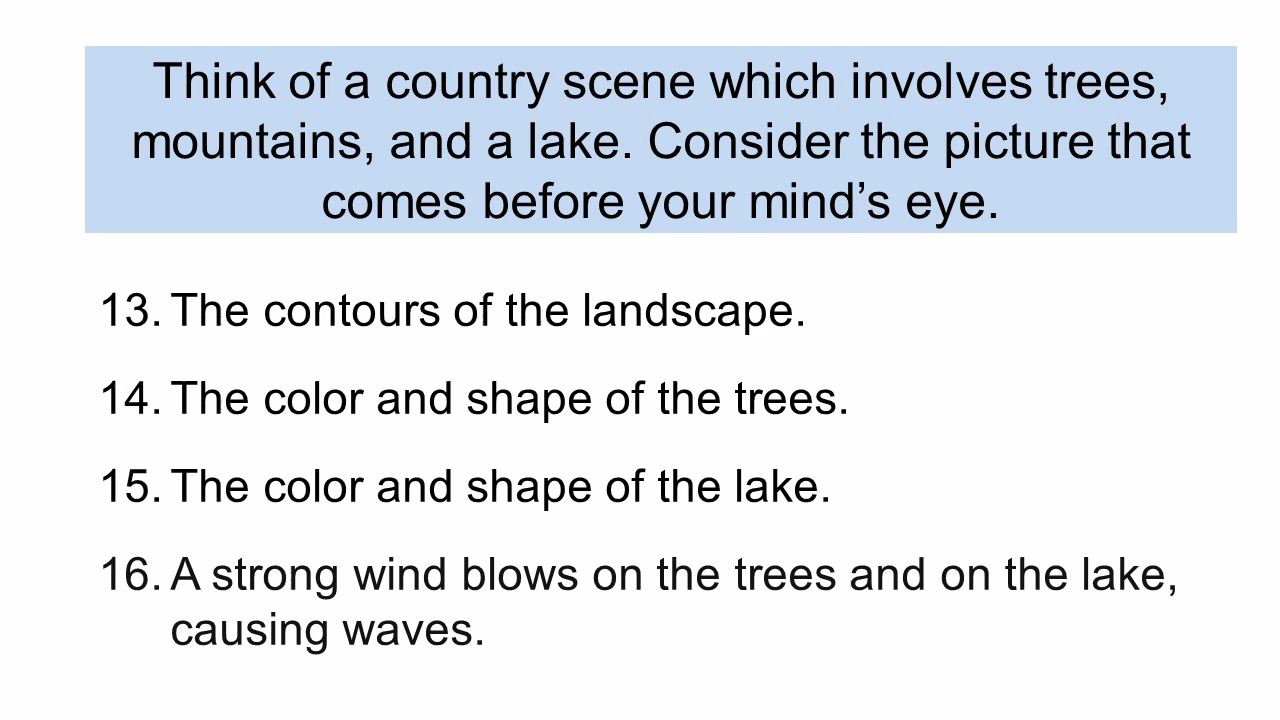 Think of a country scene which involves trees,
mountains, and a lake. Consider the picture that
comes before your mind’s eye.
13. The contours of the landscape.
14. The color and shape of the trees.
15. The color and shape of the lake.
16. A strong wind blows on the trees and on the lake,
causing waves.